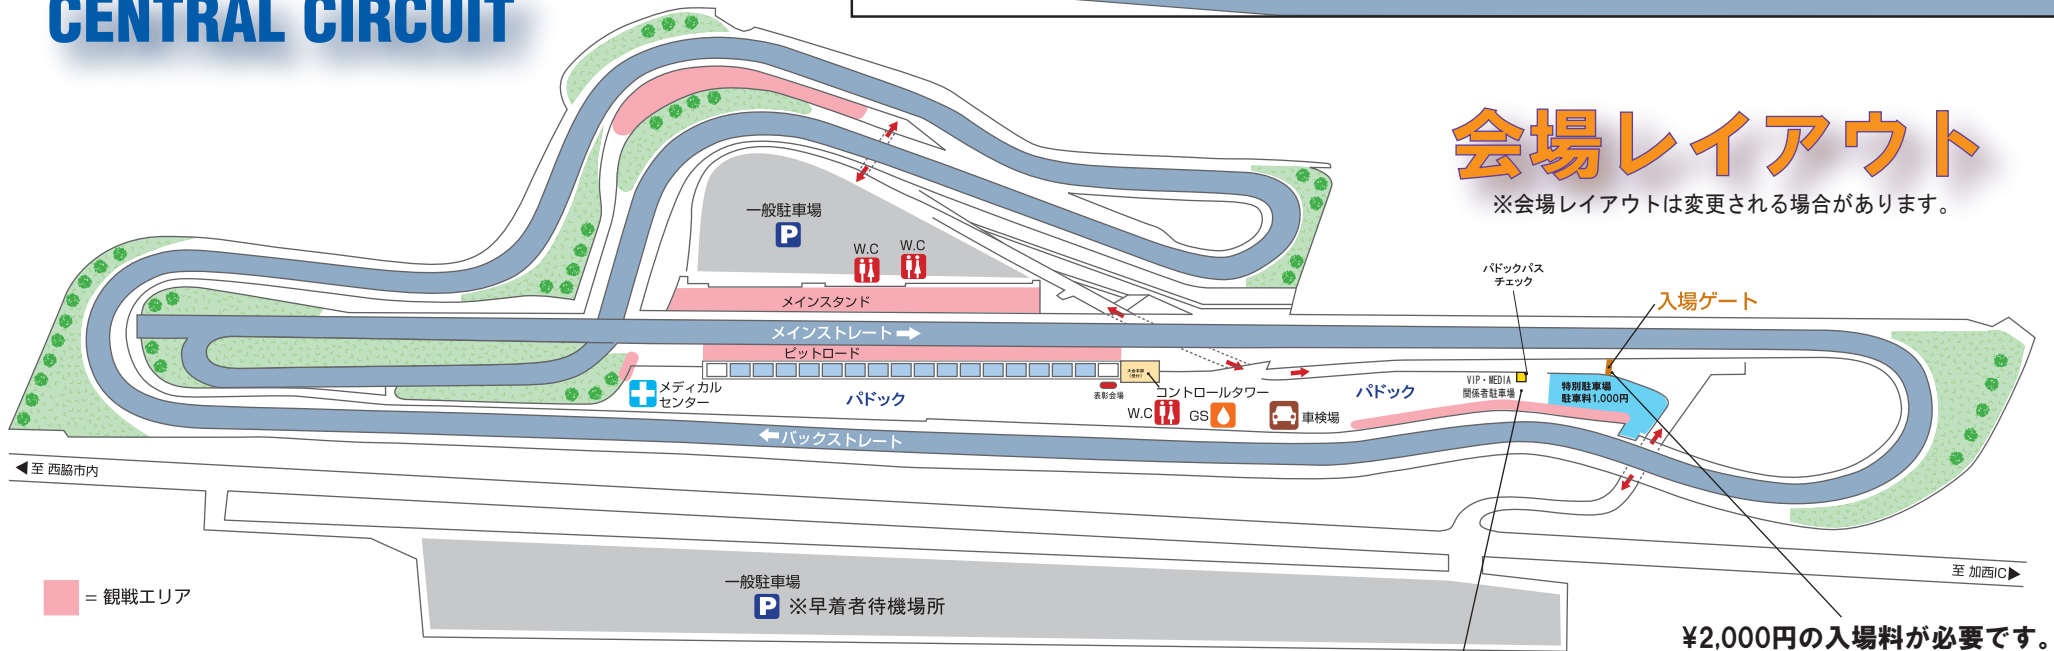 CENTRAL CIRCUIT
会場レイアウト
※会場レイアウトは変更される場合があります。
一般駐車場
P
W.C
W.C
パドックパス
チェック
入場ゲート
メインスタンド
メインストレート
ピットロード
大会本部
(受付)
メディカル
センター
パドック
表彰会場
コントロールタワー
W.C
GS
車検場
パドック
VIP・MEDIA
関係者駐車場
特別駐車場
駐車料1,000円
バックストレート
至 西脇市内
至 加西IC
一般駐車場
P ※早着者待機場所
= 観戦エリア
¥2,000円の入場料が必要です。